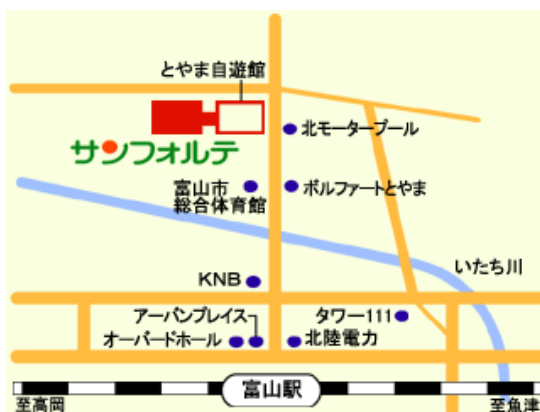 とやま自遊館
北モータープール
サンフォルテ
富山市
総合体育館
ボルファートとやま
いたち川
KNB
アーバンプレイス
タワー111
オーバードホール
北陸電力
富山駅
至高岡
至魚津